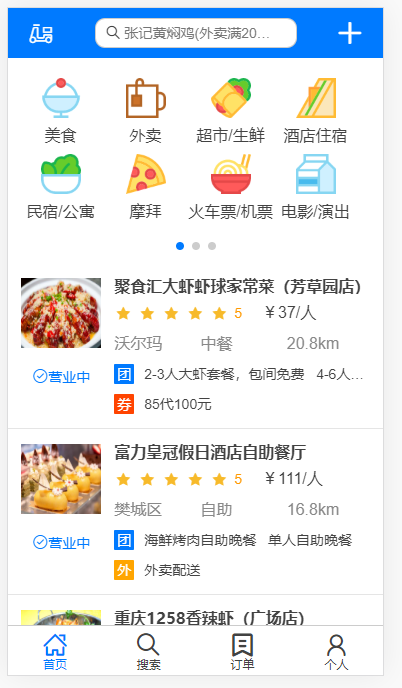 张记黄焖鸡(外卖满20…
美食 外卖 超市/生鲜 酒店住宿
民宿/公寓 摩拜 火车票/机票 电影/演出
聚食汇大虾虾球家常菜（芳草园店）
5 ￥37/人
沃尔玛 中餐 20.8km
营业中
团 2-3人大虾套餐，包间免费 4-6人…
券 85代100元
富力皇冠假日酒店自助餐厅
5 ￥111/人
樊城区 自助 16.8km
营业中
团 海鲜烤肉自助晚餐 单人自助晚餐
外 外卖配送
重庆1258香辣虾（广场店）
首页 搜索 订单 个人